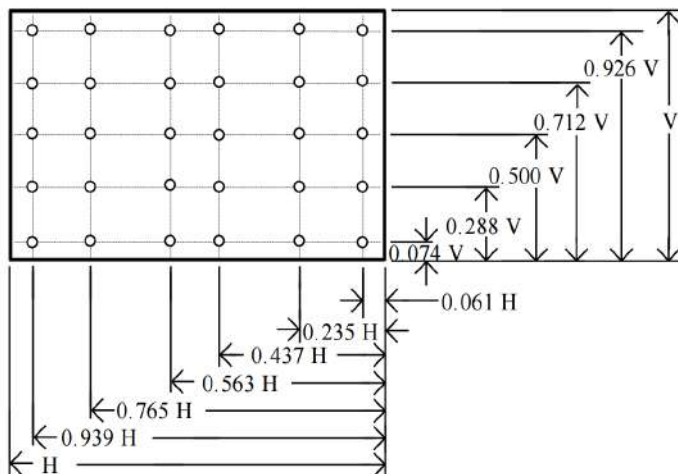 0.926 V
V
0.712 V
0.500 V
0.288 V
0.074 V
0.061 H
0.235 H
0.437 H
0.563 H
0.765 H
0.939 H
H